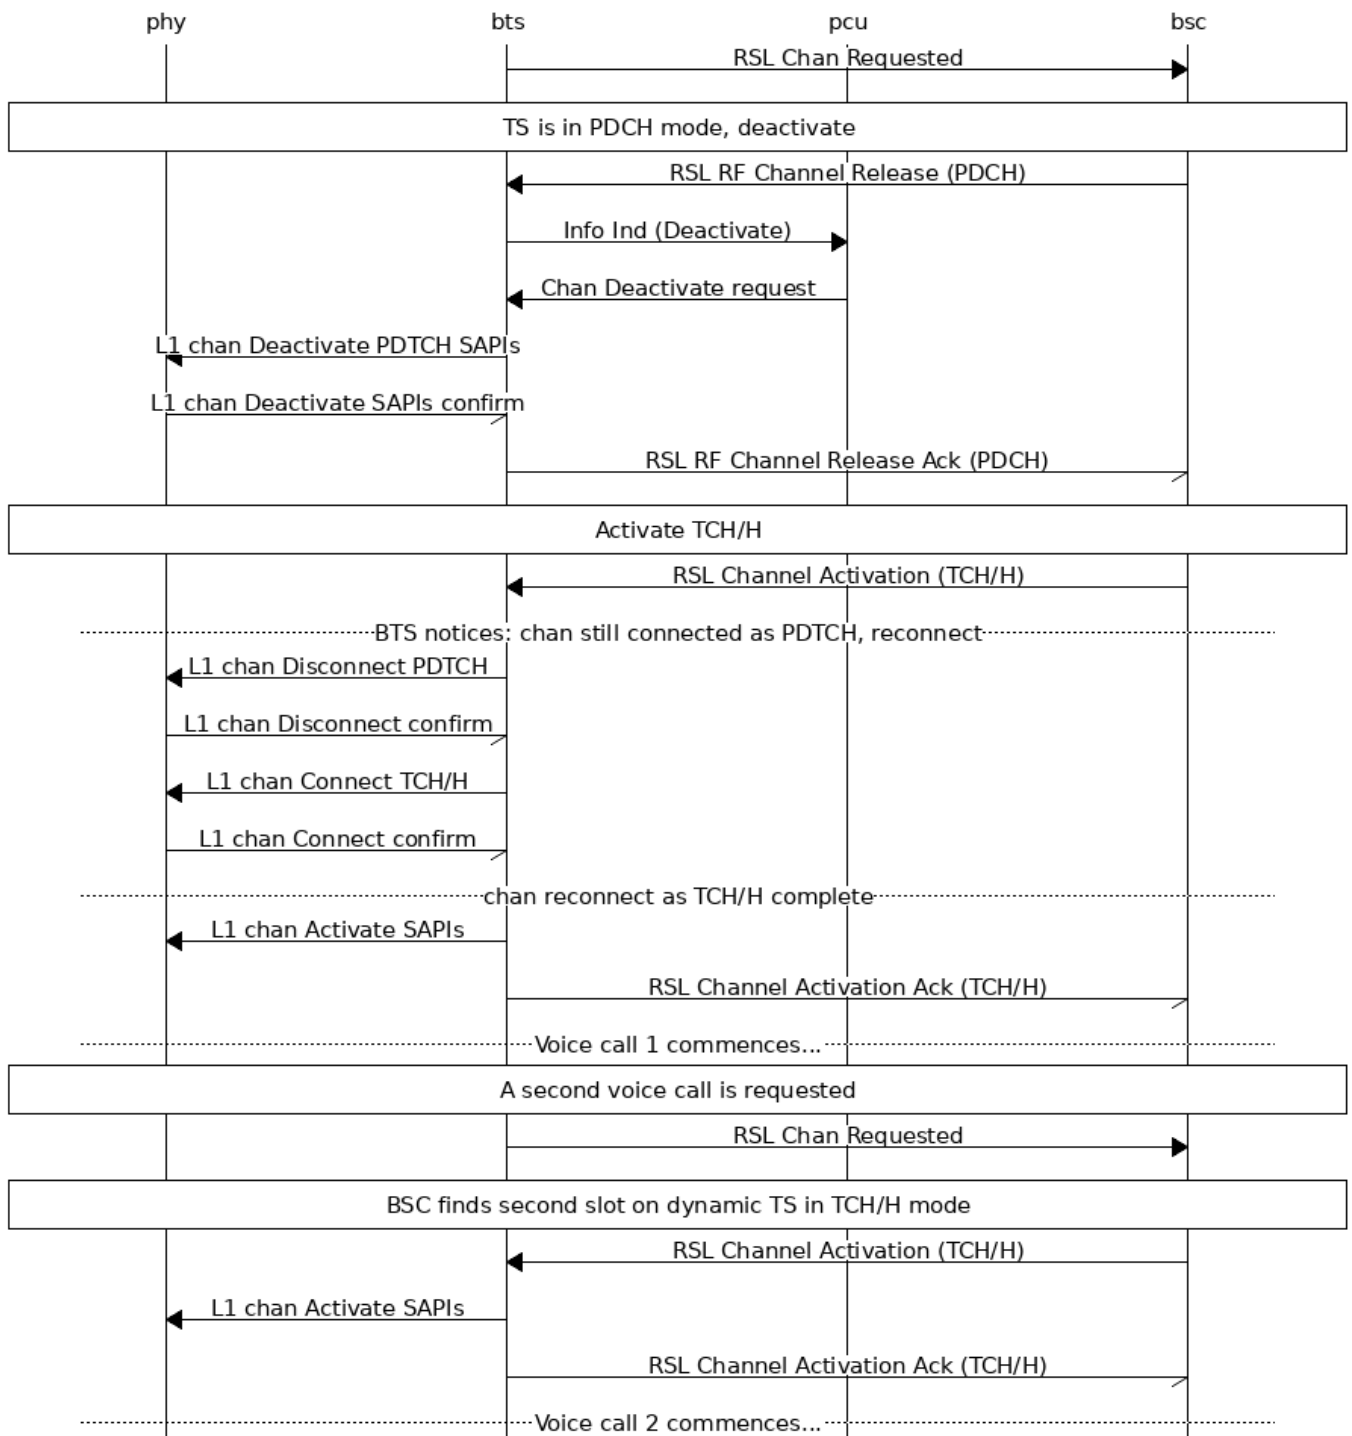 phy bts pcu bsc
RSL Chan Requested
TS is in PDCH mode, deactivate
RSL RF Channel Release (PDCH)
Info Ind (Deactivate)
Chan Deactivate request
L1 chan Deactivate PDTCH SAPIs
L1 chan Deactivate SAPIs confirm
RSL RF Channel Release Ack (PDCH)
Activate TCH/H
RSL Channel Activation (TCH/H)
BTS notices: chan still connected as PDTCH, reconnect
L1 chan Disconnect PDTCH
L1 chan Disconnect confirm
L1 chan Connect TCH/H
L1 chan Connect confirm
chan reconnect as TCH/H complete
L1 chan Activate SAPIs
RSL Channel Activation Ack (TCH/H)
Voice call 1 commences...
A second voice call is requested
RSL Chan Requested
BSC finds second slot on dynamic TS in TCH/H mode
RSL Channel Activation (TCH/H)
L1 chan Activate SAPIs
RSL Channel Activation Ack (TCH/H)
Voice call 2 commences...